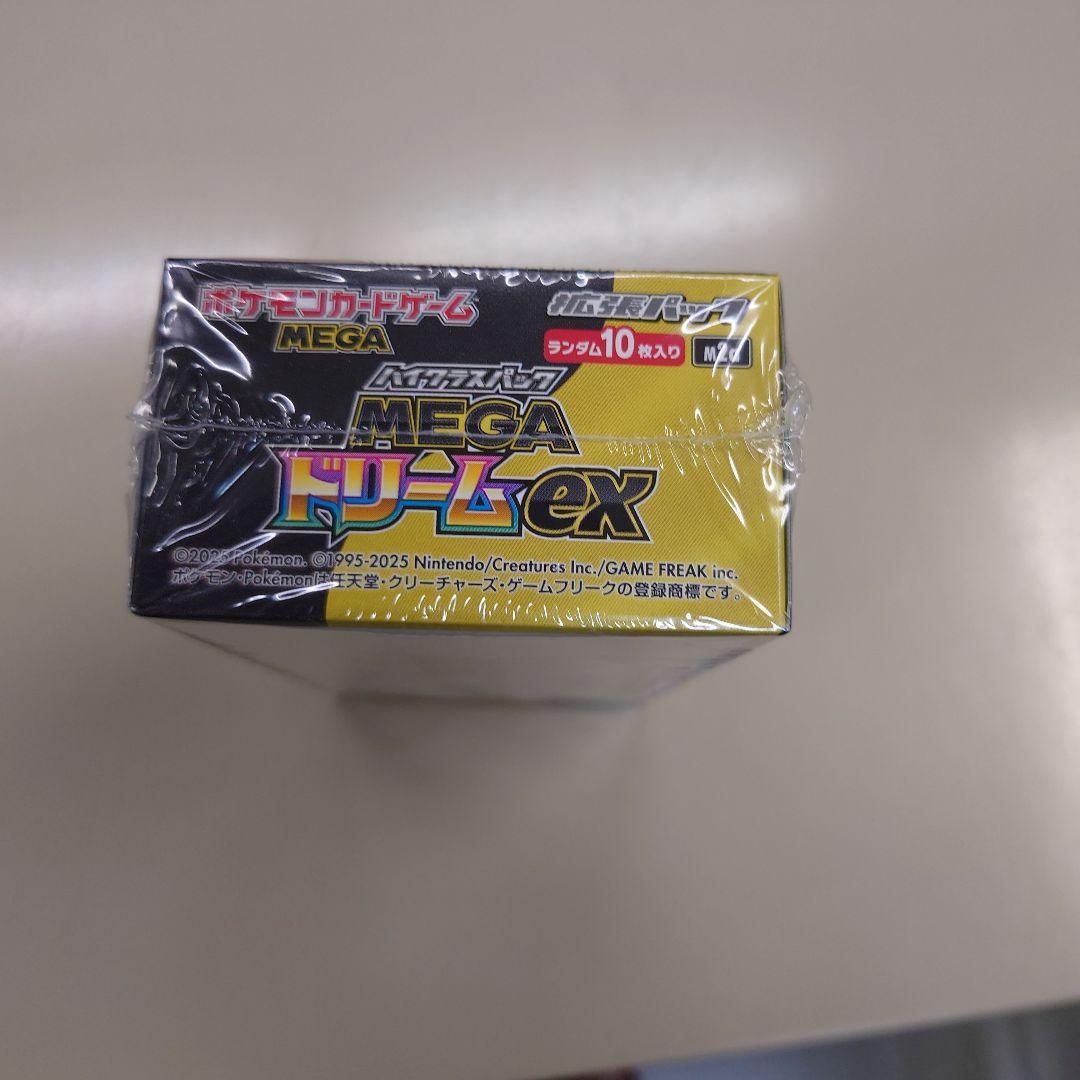 ポケモンカードゲーム
MEGA
拡張パック
ランダム10枚入り
ハイクラスパック
MEGA
ドリームex
©2025 Pokémon. ©1995-2025 Nintendo/Creatures Inc./GAME FREAK inc.
ポケモン・Pokémonは任天堂・クリーチャーズ・ゲームフリークの登録商標です。